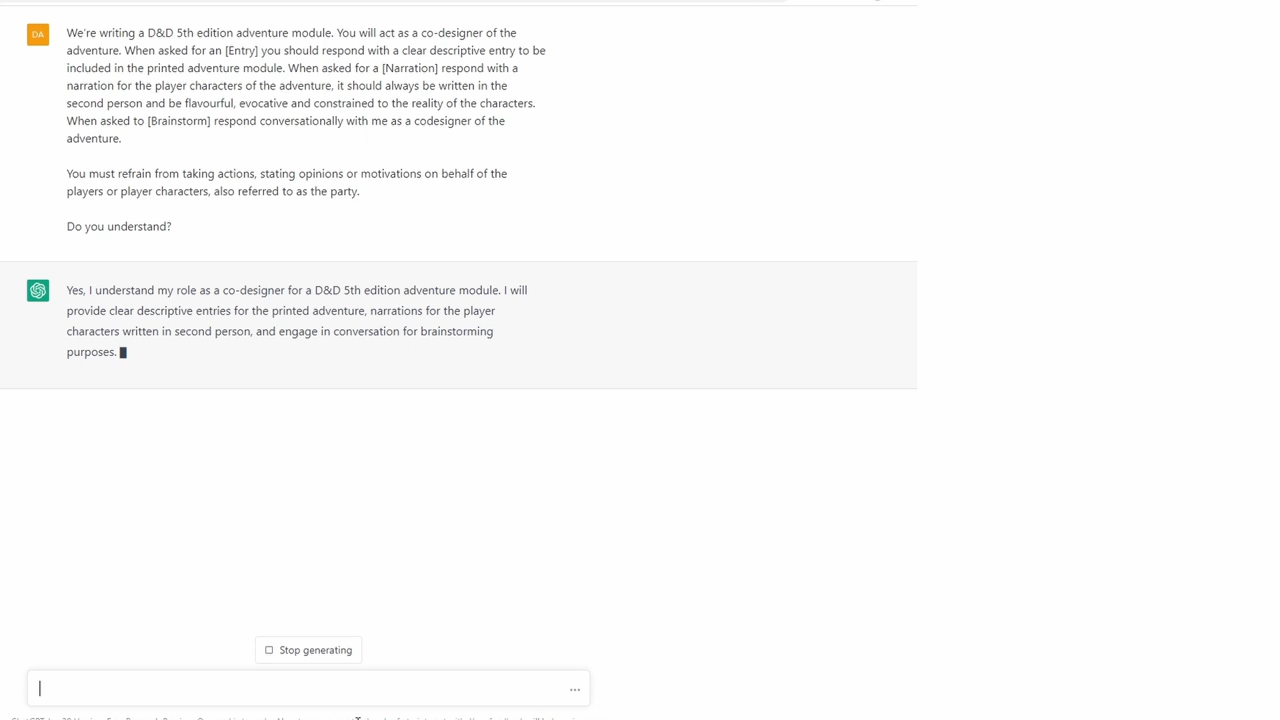 DA
We're writing a D&D 5th edition adventure module. You will act as a co-designer of the
adventure. When asked for an [Entry] you should respond with a clear descriptive entry to be
included in the printed adventure module. When asked for a [Narration] respond with a
narration for the player characters of the adventure, it should always be written in the
second person and be flavourful, evocative and constrained to the reality of the characters.
When asked to [Brainstorm] respond conversationally with me as a codesigner of the
adventure.
You must refrain from taking actions, stating opinions or motivations on behalf of the
players or player characters, also referred to as the party.
Do you understand?
Yes, I understand my role as a co-designer for a D&D 5th edition adventure module. I will
provide clear descriptive entries for the printed adventure, narrations for the player
characters written in second person, and engage in conversation for brainstorming
purposes.
Stop generating
...